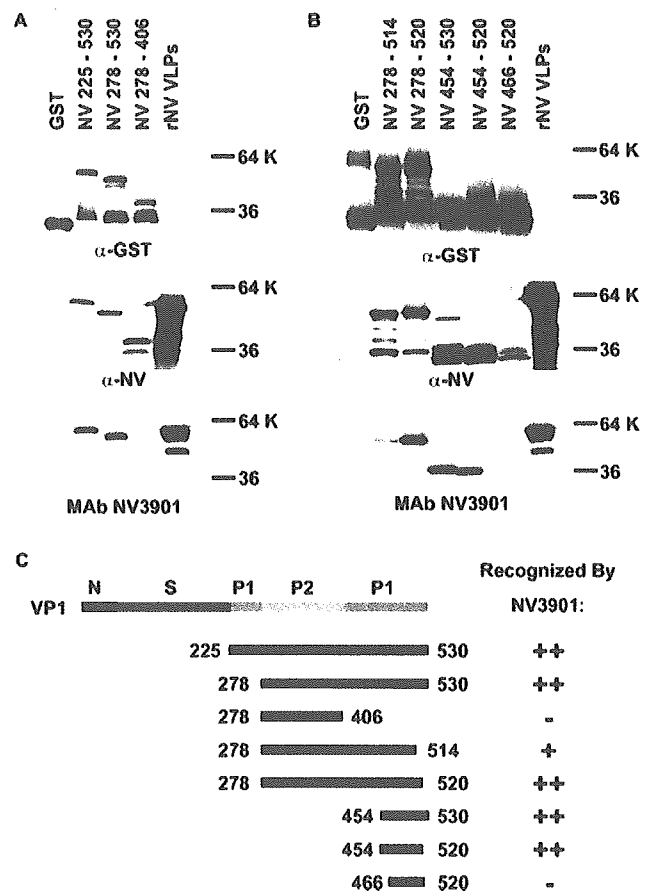 A
GST
NV 225 - 530
NV 278 - 530
NV 278 - 406
rNV VLPs
64 K
36
α-GST
64 K
36
α-NV
64 K
36
MAb NV3901
B
GST
NV 278 - 514
NV 278 - 520
NV 454 - 530
NV 454 - 520
NV 466 - 520
rNV VLPs
64 K
36
α-GST
64 K
36
α-NV
64 K
36
MAb NV3901
C
N S P1 P2 P1
Recognized By
VP1
NV3901:
225 530 ++
278 530 ++
278 406 -
278 514 +
278 520 ++
454 530 ++
454 520 ++
466 520 -